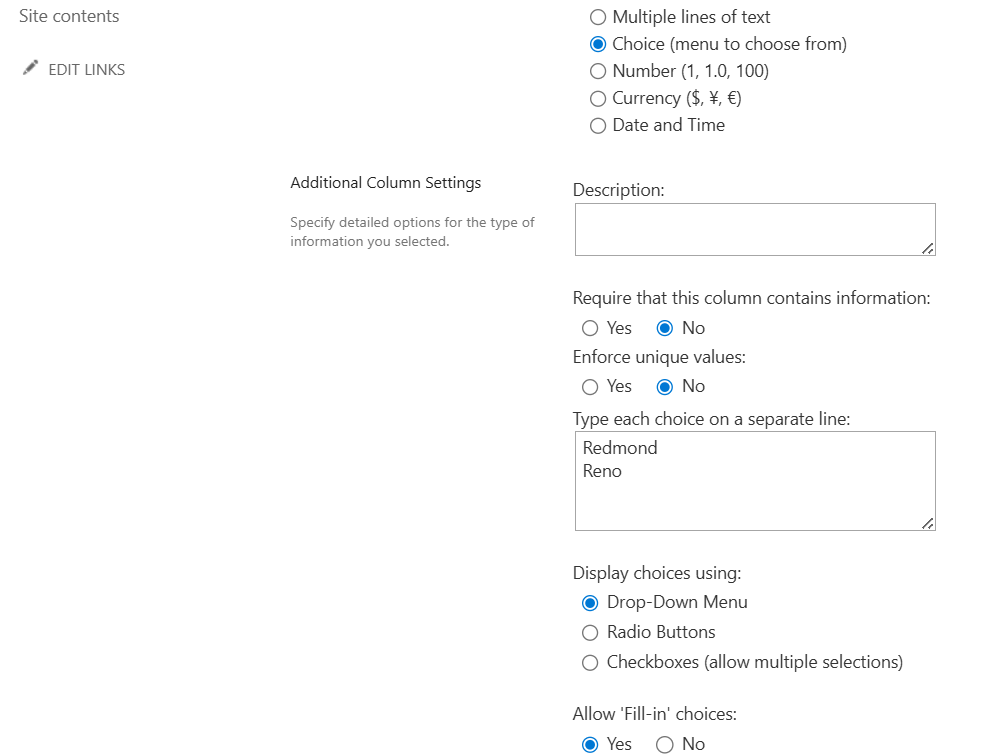 Site contents
EDIT LINKS
Multiple lines of text
Choice (menu to choose from)
Number (1, 1.0, 100)
Currency ($, ¥, €)
Date and Time
Additional Column Settings
Specify detailed options for the type of
information you selected.
Description:
Require that this column contains information:
Yes No
Enforce unique values:
Yes No
Type each choice on a separate line:
Redmond
Reno
Display choices using:
Drop-Down Menu
Radio Buttons
Checkboxes (allow multiple selections)
Allow 'Fill-in' choices:
Yes No